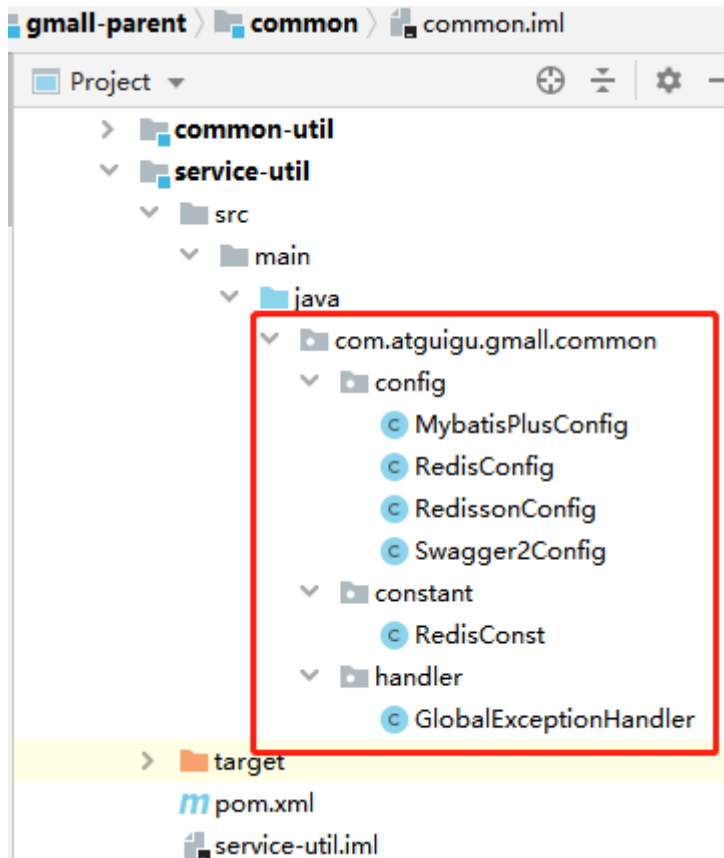 gmall-parent common common.iml
Project
common-util
service-util
src
main
java
com.atguigu.gmall.common
config
MybatisPlusConfig
RedisConfig
RedissonConfig
Swagger2Config
constant
RedisConst
handler
GlobalExceptionHandler
target
pom.xml
service-util.iml